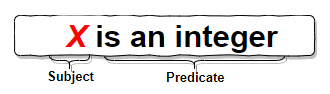 X is an integer
Subject Predicate